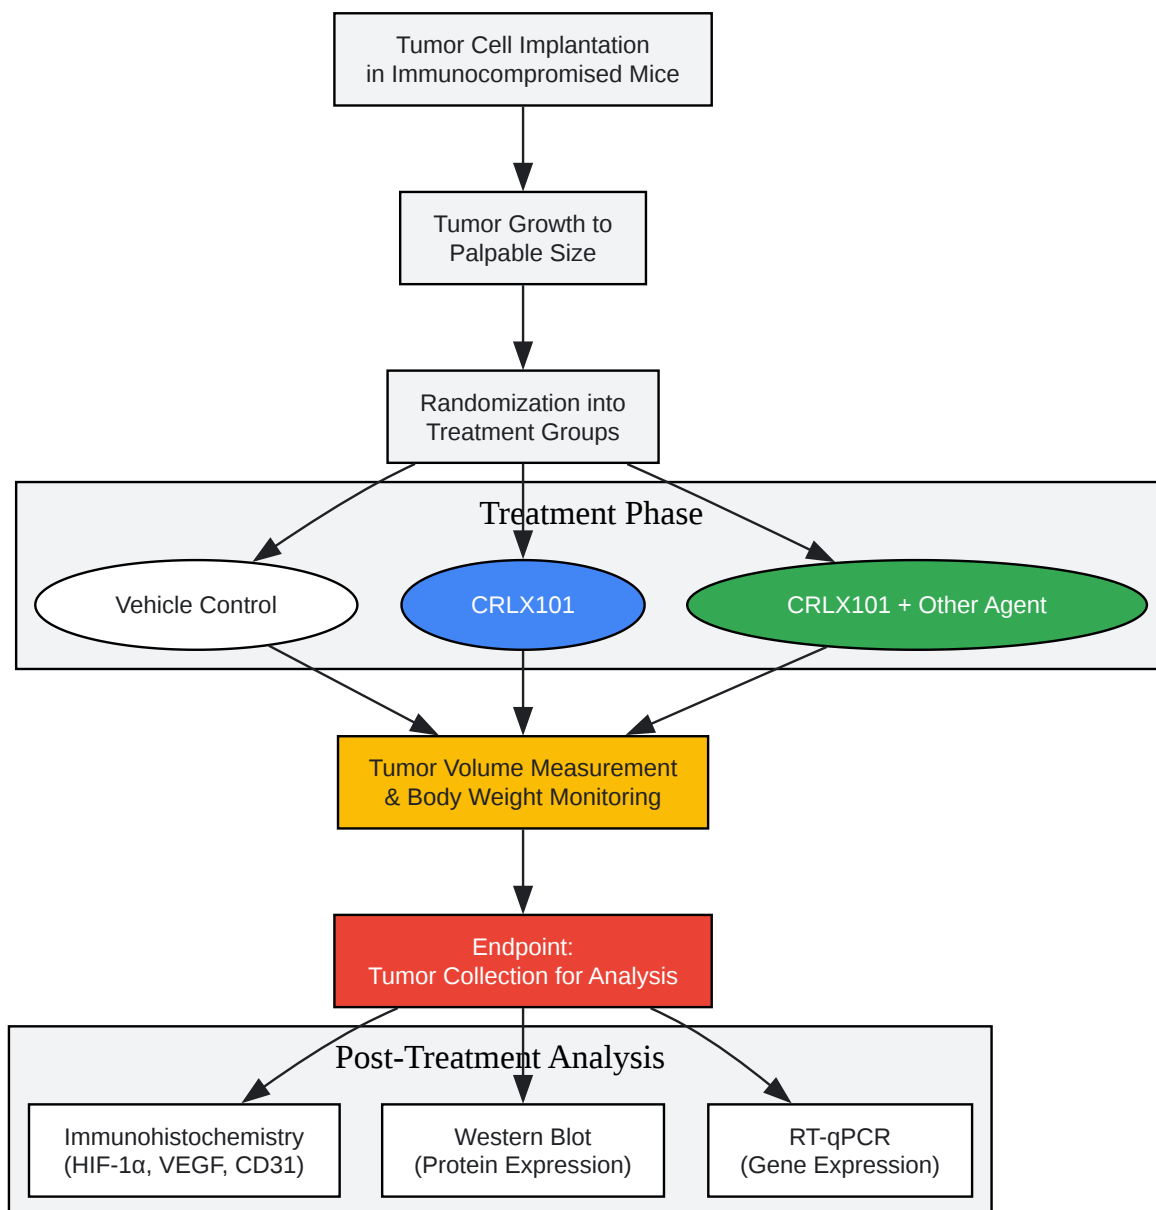 Tumor Cell Implantation
in Immunocompromised Mice
Tumor Growth to
Palpable Size
Randomization into
Treatment Groups
Treatment Phase
Vehicle Control
CRLX101
CRLX101 + Other Agent
Tumor Volume Measurement
& Body Weight Monitoring
Endpoint:
Tumor Collection for Analysis
Post-Treatment Analysis
Immunohistochemistry
(HIF-1α, VEGF, CD31)
Western Blot
(Protein Expression)
RT-qPCR
(Gene Expression)